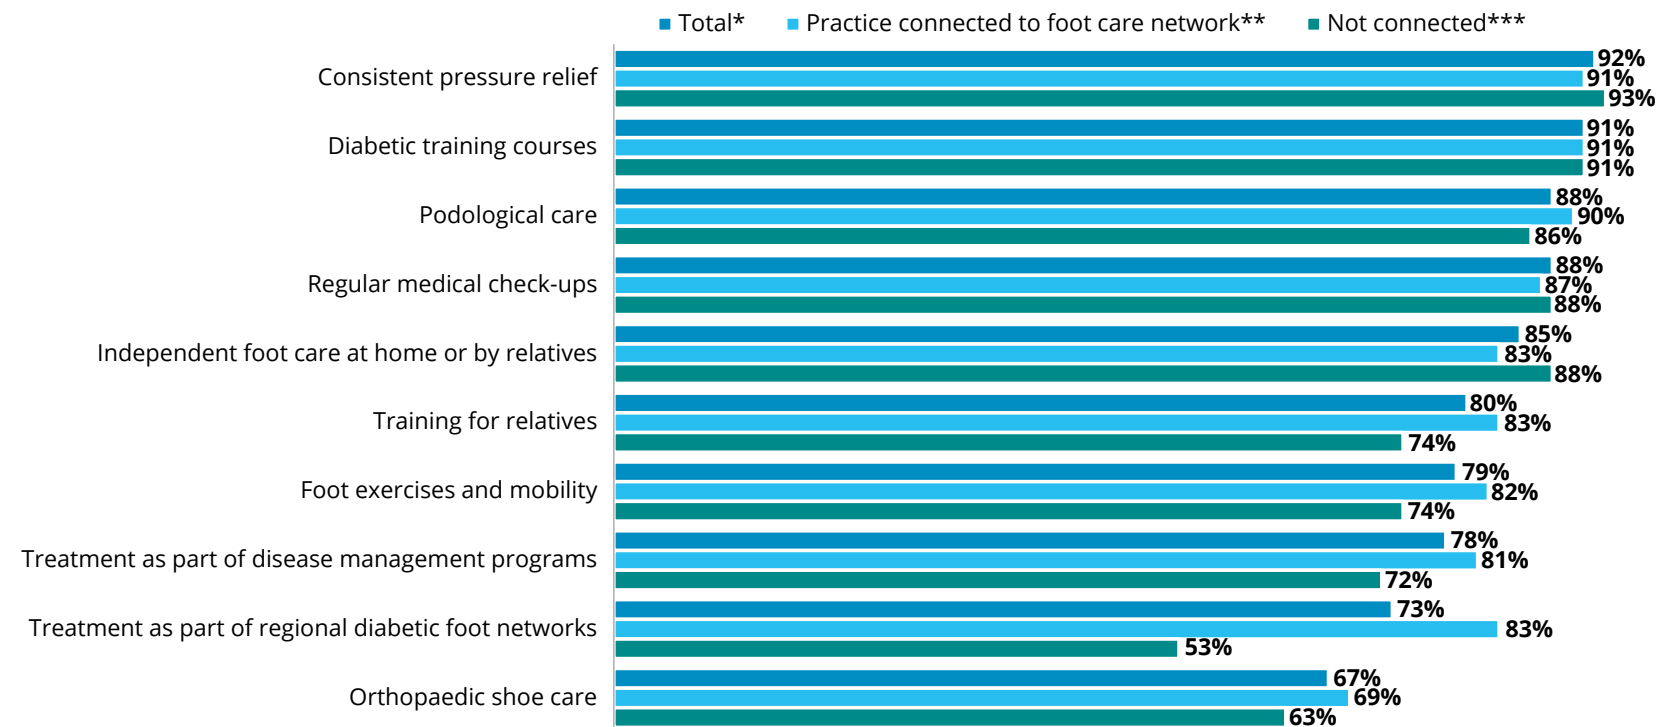 Total* Practice connected to foot care network** Not connected***
Consistent pressure relief
92%
91%
93%
Diabetic training courses
91%
91%
91%
Podological care
88%
90%
86%
Regular medical check-ups
88%
87%
88%
Independent foot care at home or by relatives
85%
83%
88%
Training for relatives
80%
83%
74%
Foot exercises and mobility
79%
82%
74%
Treatment as part of disease management programs
78%
81%
72%
Treatment as part of regional diabetic foot networks
73%
83%
53%
Orthopaedic shoe care
67%
69%
63%